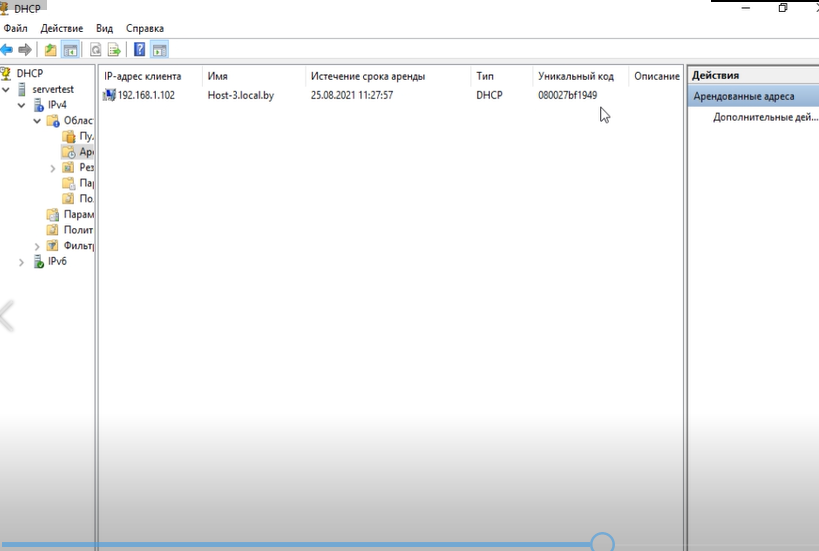 DHCP
Файл Действие Вид Справка
DHCP
servertest
IPv4
Облас
Пу.
Аре
Рез
Пар
По.
Парам
Полит
Фильтр
IPv6
IP-адрес клиента Имя Истечение срока аренды Тип Уникальный код Описание
192.168.1.102 Host-3.local.by 25.08.2021 11:27:57 DHCP 080027bf1949
Действия
Арендованные адреса
Дополнительные дей...